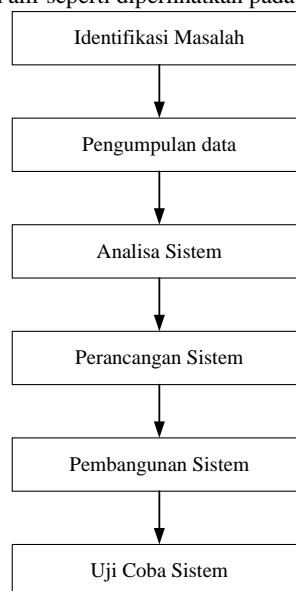 seperti diperlihatkan pada
Identifikasi Masalah
Pengumpulan data
Analisa Sistem
Perancangan Sistem
Pembangunan Sistem
Uji Coba Sistem